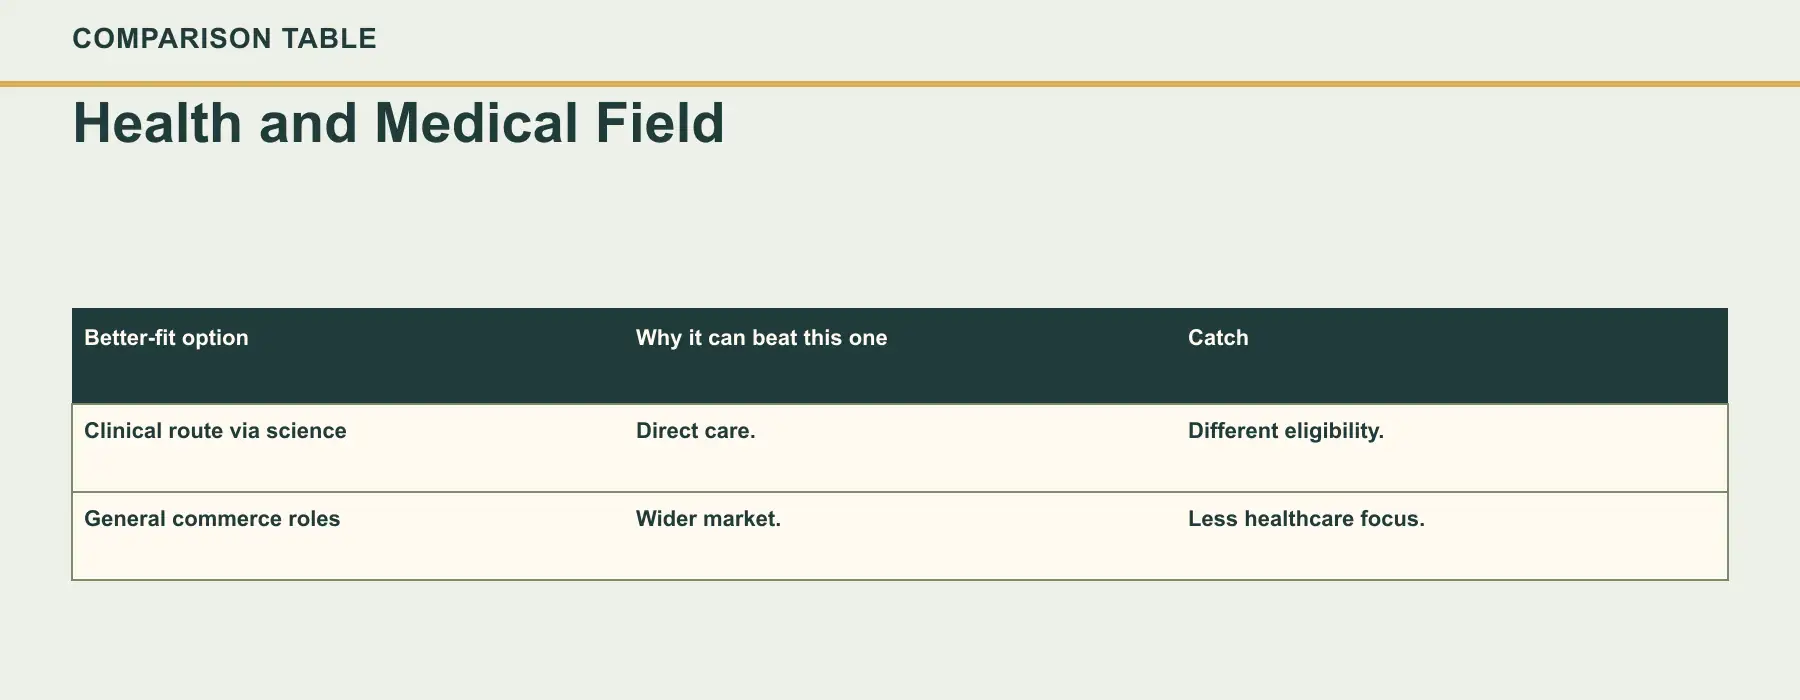 COMPARISON TABLE
Health and Medical Field
Better-fit option Why it can beat this one Catch
Clinical route via science Direct care. Different eligibility.
General commerce roles Wider market. Less healthcare focus.